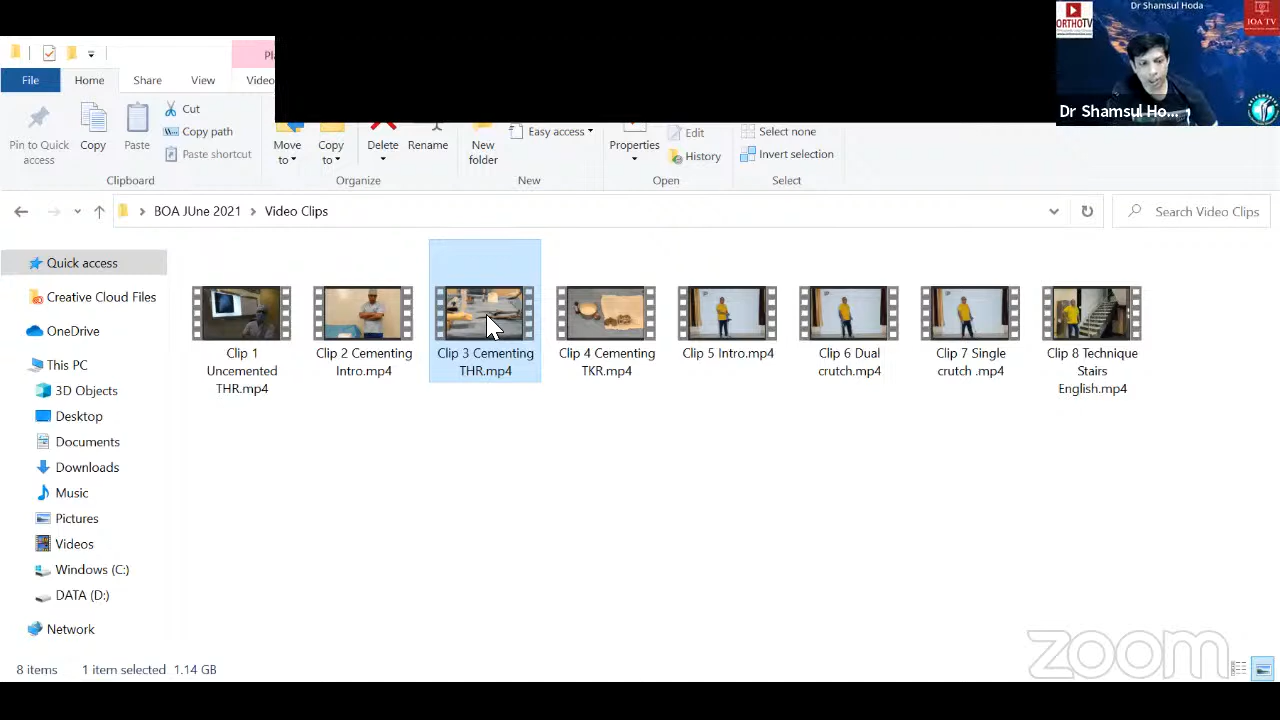 Dr Shamsul Hoda
ORTHOTV
IOA TV
Dr Shamsul Ho...
File
Home
Share
View
Video
Pin to Quick access
Copy
Paste
Cut
Copy path
Paste shortcut
Clipboard
Move to
Copy to
Delete
Rename
Organize
New folder
Easy access
New
Properties
Edit
History
Open
Select none
Invert selection
Select
BOA JUne 2021
Video Clips
Search Video Clips
Quick access
Creative Cloud Files
OneDrive
This PC
3D Objects
Desktop
Documents
Downloads
Music
Pictures
Videos
Windows (C:)
DATA (D:)
Network
Clip 1
Uncemented
THR.mp4
Clip 2 Cementing
Intro.mp4
Clip 3 Cementing
THR.mp4
Clip 4 Cementing
TKR.mp4
Clip 5 Intro.mp4
Clip 6 Dual
crutch.mp4
Clip 7 Single
crutch .mp4
Clip 8 Technique
Stairs
English.mp4
8 items
1 item selected
1.14 GB
zoom